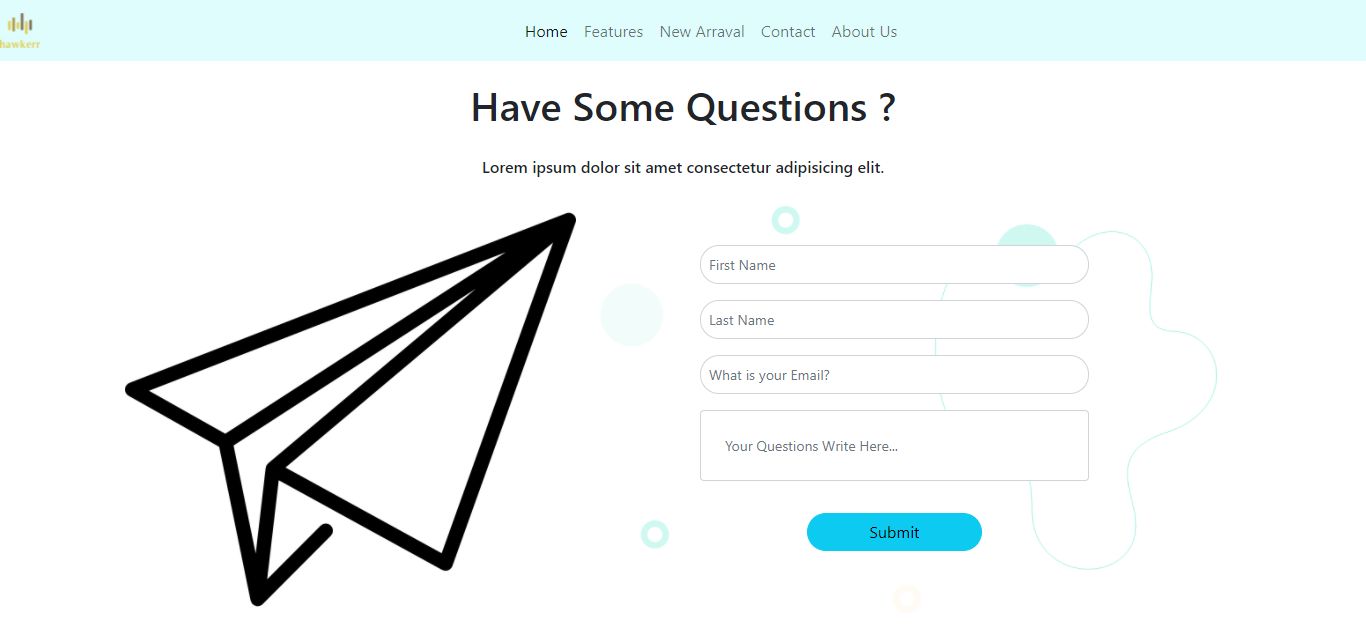 hawkerr
Home Features New Arraval Contact About Us
Have Some Questions ?
Lorem ipsum dolor sit amet consectetur adipisicing elit.
First Name
Last Name
What is your Email?
Your Questions Write Here...
Submit